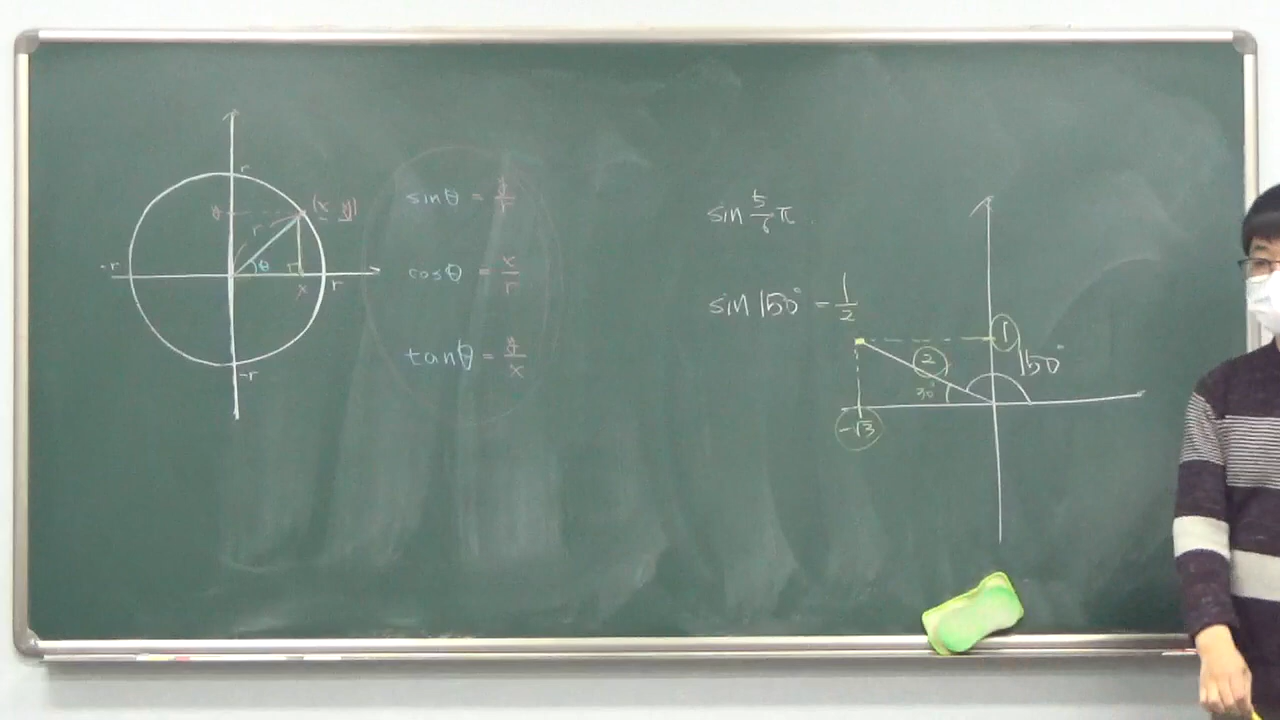 r
y
(x y)
r
θ
-r
x
r
-r
sinθ = y/r
cosθ = x/r
tanθ = y/x
sin 5/6 π
sin 150° = 1/2
1
2
150°
30°
-√3